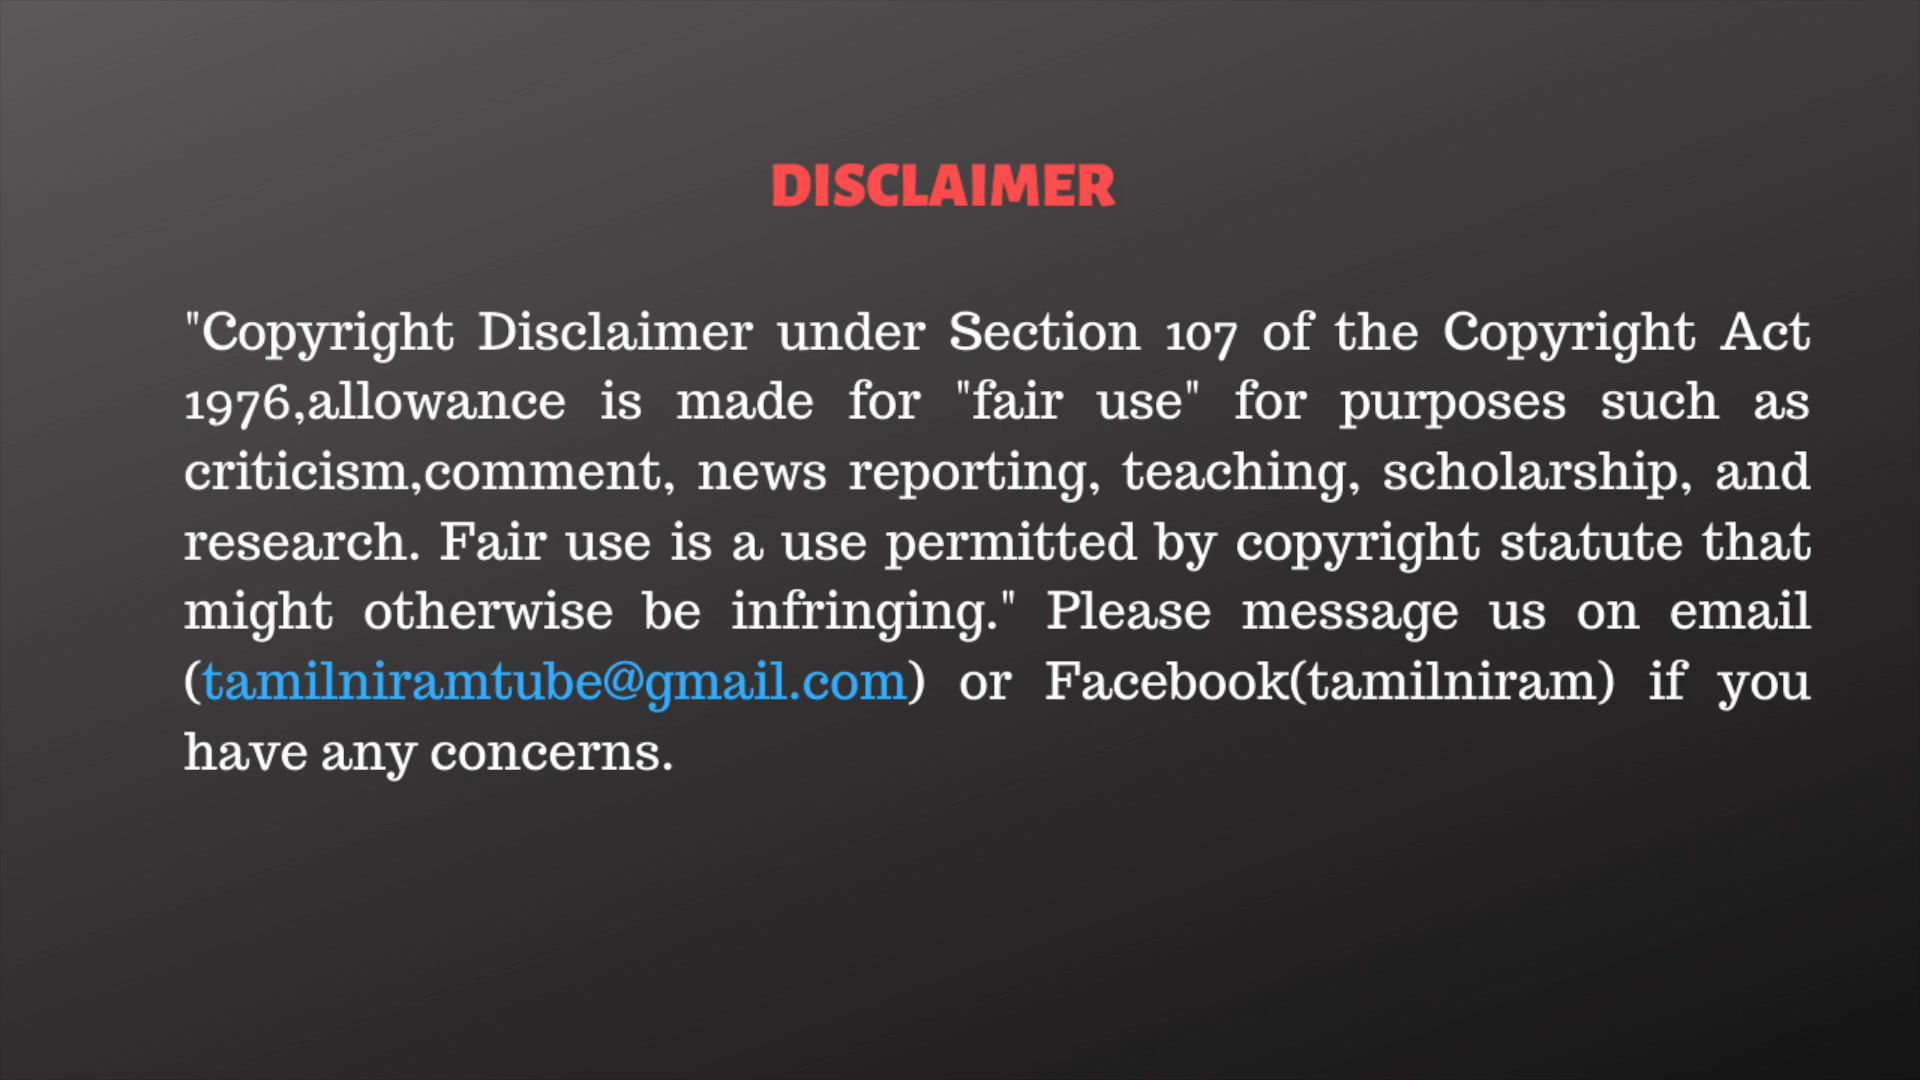 DISCLAIMER
"Copyright Disclaimer under Section 107 of the Copyright Act
1976,allowance is made for "fair use" for purposes such as
criticism,comment, news reporting, teaching, scholarship, and
research. Fair use is a use permitted by copyright statute that
might otherwise be infringing." Please message us on email
(tamilniramtube@gmail.com) or Facebook(tamilniram) if you
have any concerns.